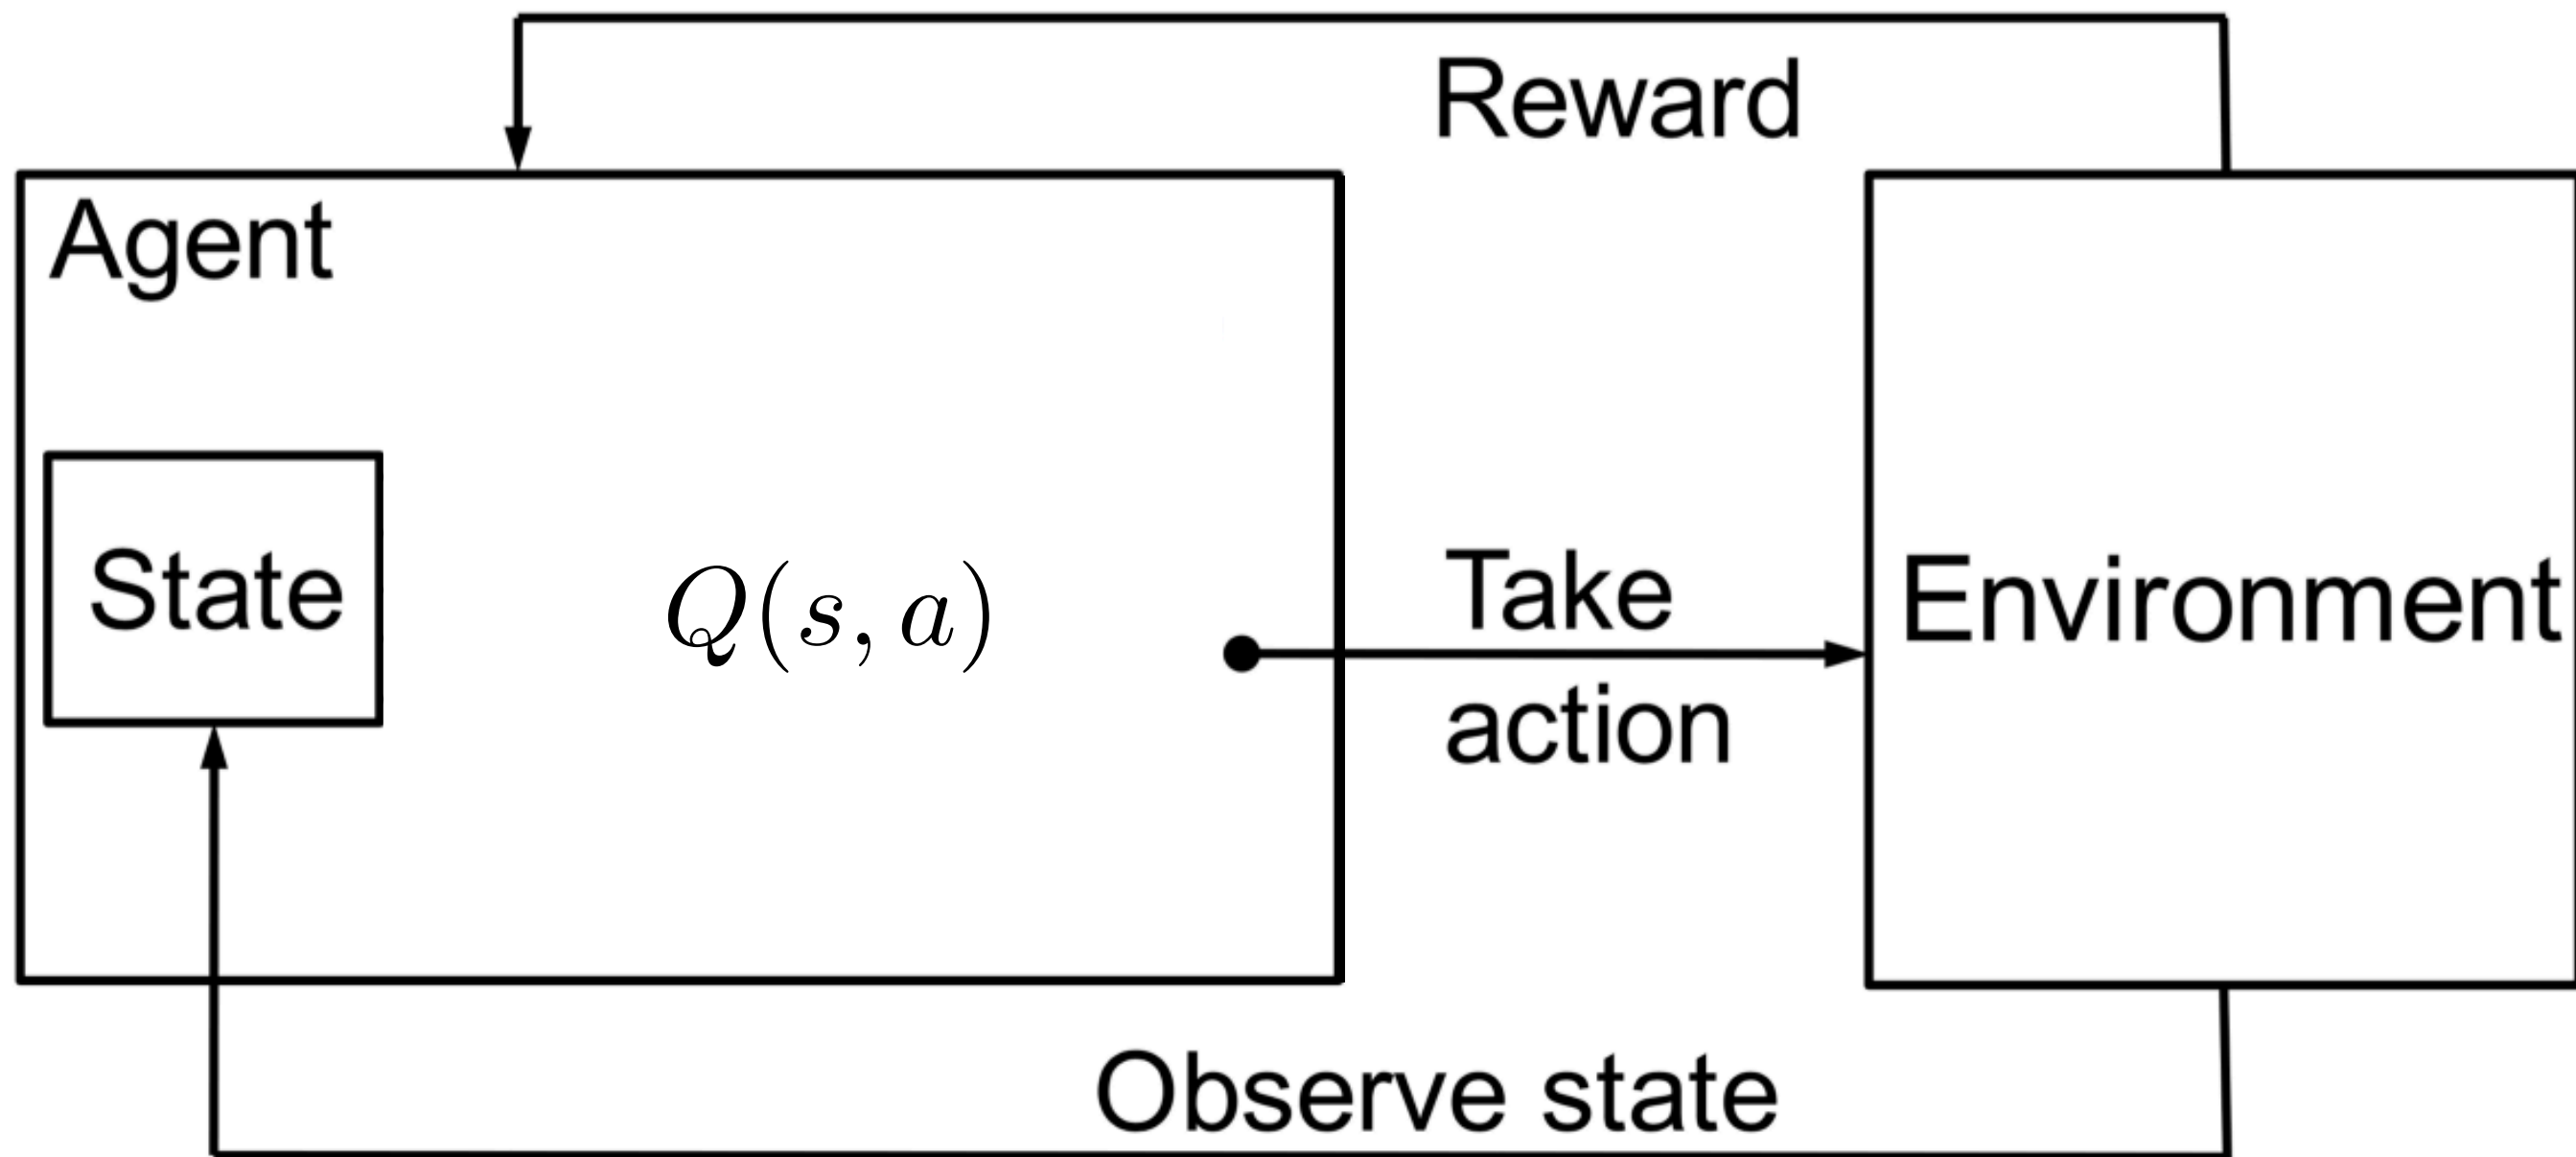 Reward
Agent
State
Q(s, a)
Take
action
Environment
Observe state